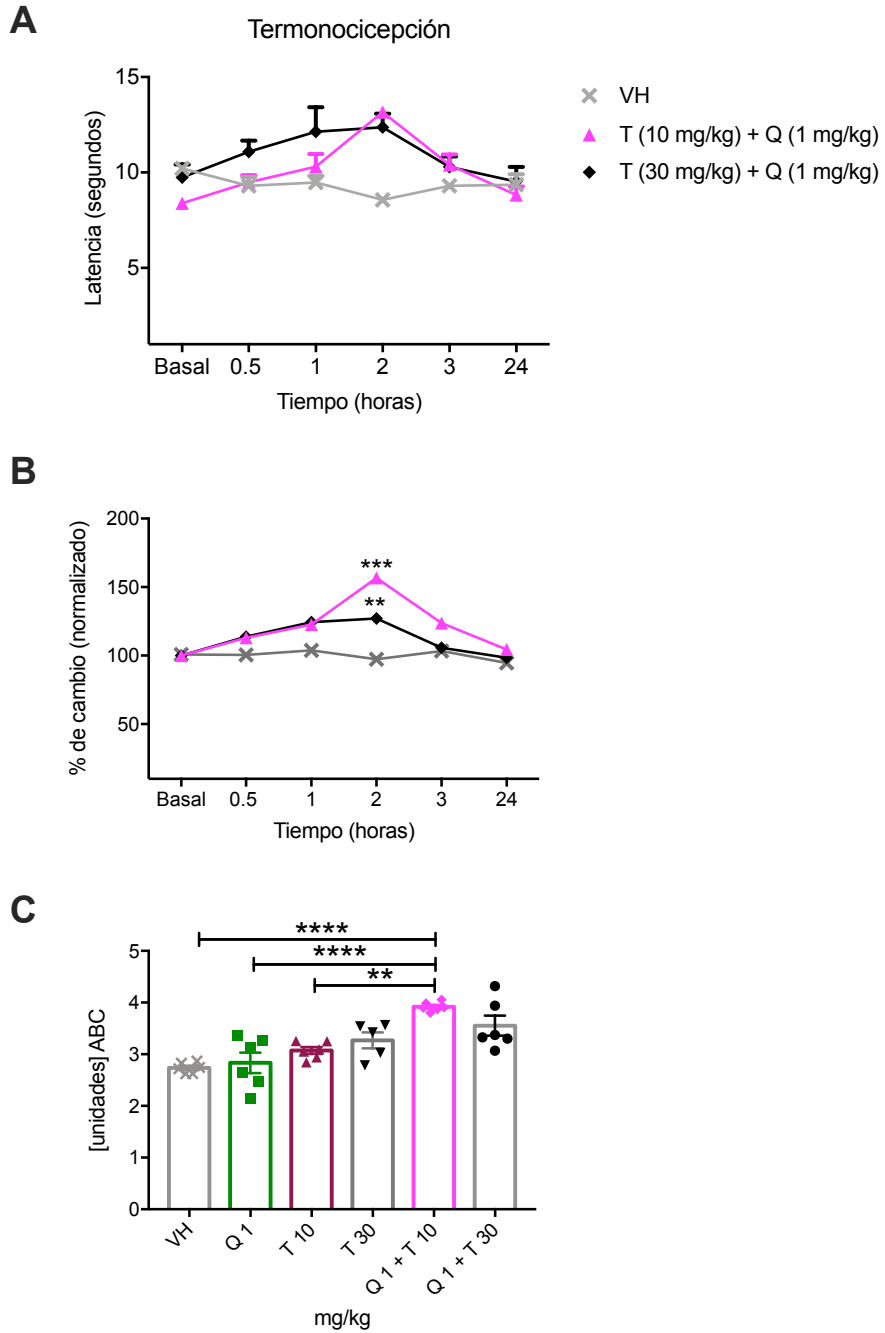 A
Termonocicepción
Latencia (segundos)
15
10
5
Basal 0.5 1 2 3 24
Tiempo (horas)
VH
T (10 mg/kg) + Q (1 mg/kg)
T (30 mg/kg) + Q (1 mg/kg)
B
% de cambio (normalizado)
200
150
100
50
***
**
Basal 0.5 1 2 3 24
Tiempo (horas)
C
[unidades] ABC
5
4
3
2
1
0
****
****
**
VH
Q 1
T 10
T 30
Q 1 + T 10
Q 1 + T 30
mg/kg